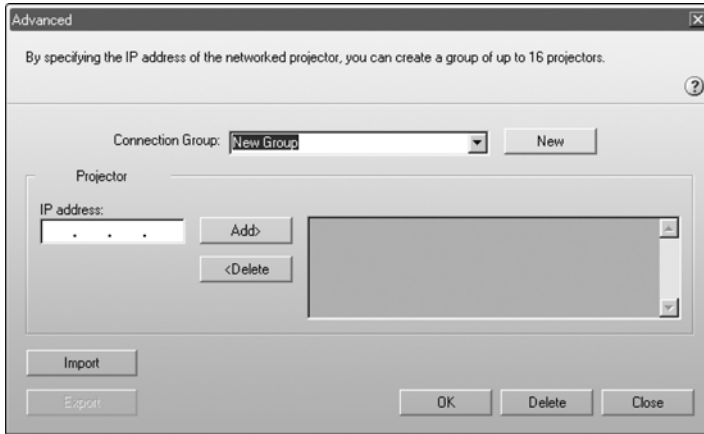 Advanced
By specifying the IP address of the networked projector, you can create a group of up to 16 projectors.
?
Connection Group: New Group New
Projector
IP address:
. . . Add>
<Delete
Import
Export OK Delete Close